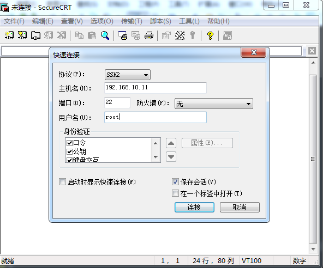 未连接 - SecureCRT
文件(F) 编辑(E) 查看(V) 选项(O) 传输(T) 脚本(S) 工具(L) 帮助(H)
快速连接
协议(P): SSH2
主机名(H): 192.168.10.11
端口(O): 22 防火墙(F): 无
用户名(U): root
身份验证
口令
公钥
键盘交互
属性(R)...
启动时显示快速连接(W)
保存会话(V)
在一个标签中打开(T)
连接 取消
就绪 1, 1 24 行, 80 列 VT100 数字